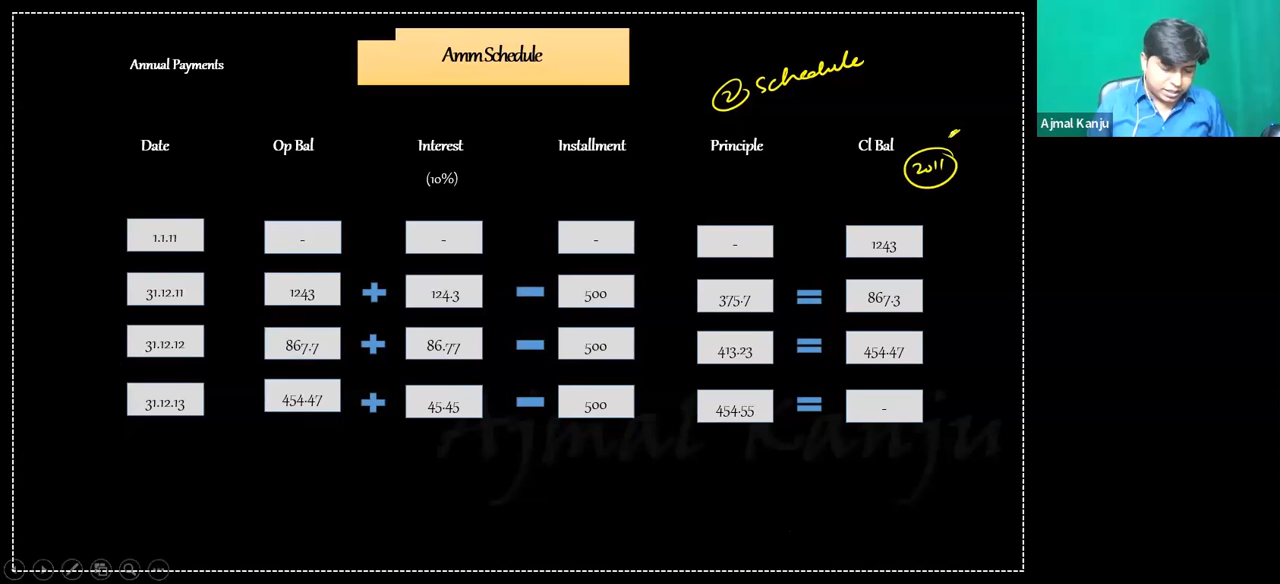 Amm Schedule
Annual Payments
② Schedule
Ajmal Kanju
Date Op Bal Interest Installment Principle Cl Bal
(10%)
2011
1.1.11 - - - - 1243
31.12.11 1243 + 124.3 − 500 375.7 = 867.3
31.12.12 867.7 + 86.77 − 500 413.23 = 454.47
31.12.13 454.47 + 45.45 − 500 454.55 = -
Ajmal Kanju